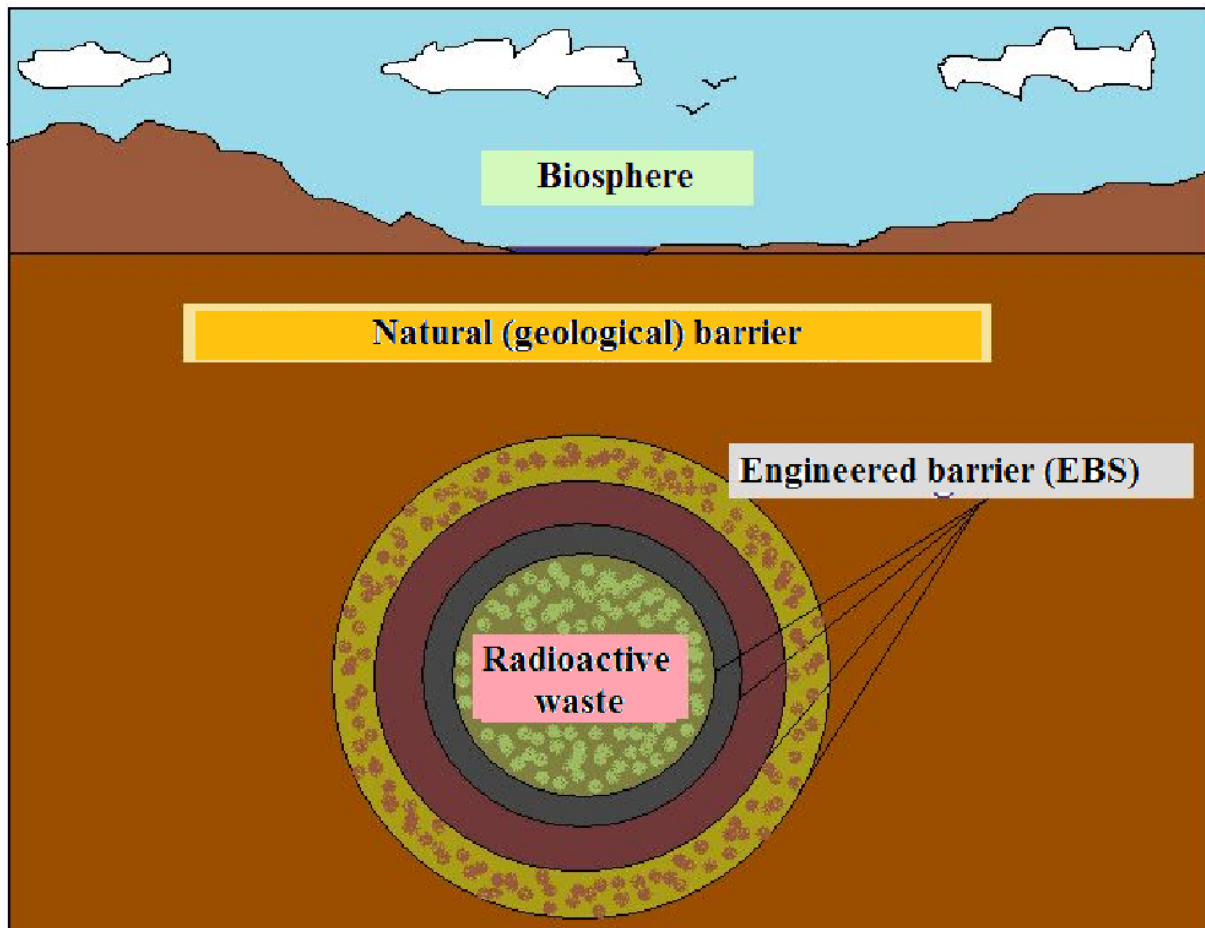 Biosphere
Natural (geological) barrier
Engineered barrier (EBS)
Radioactive
waste